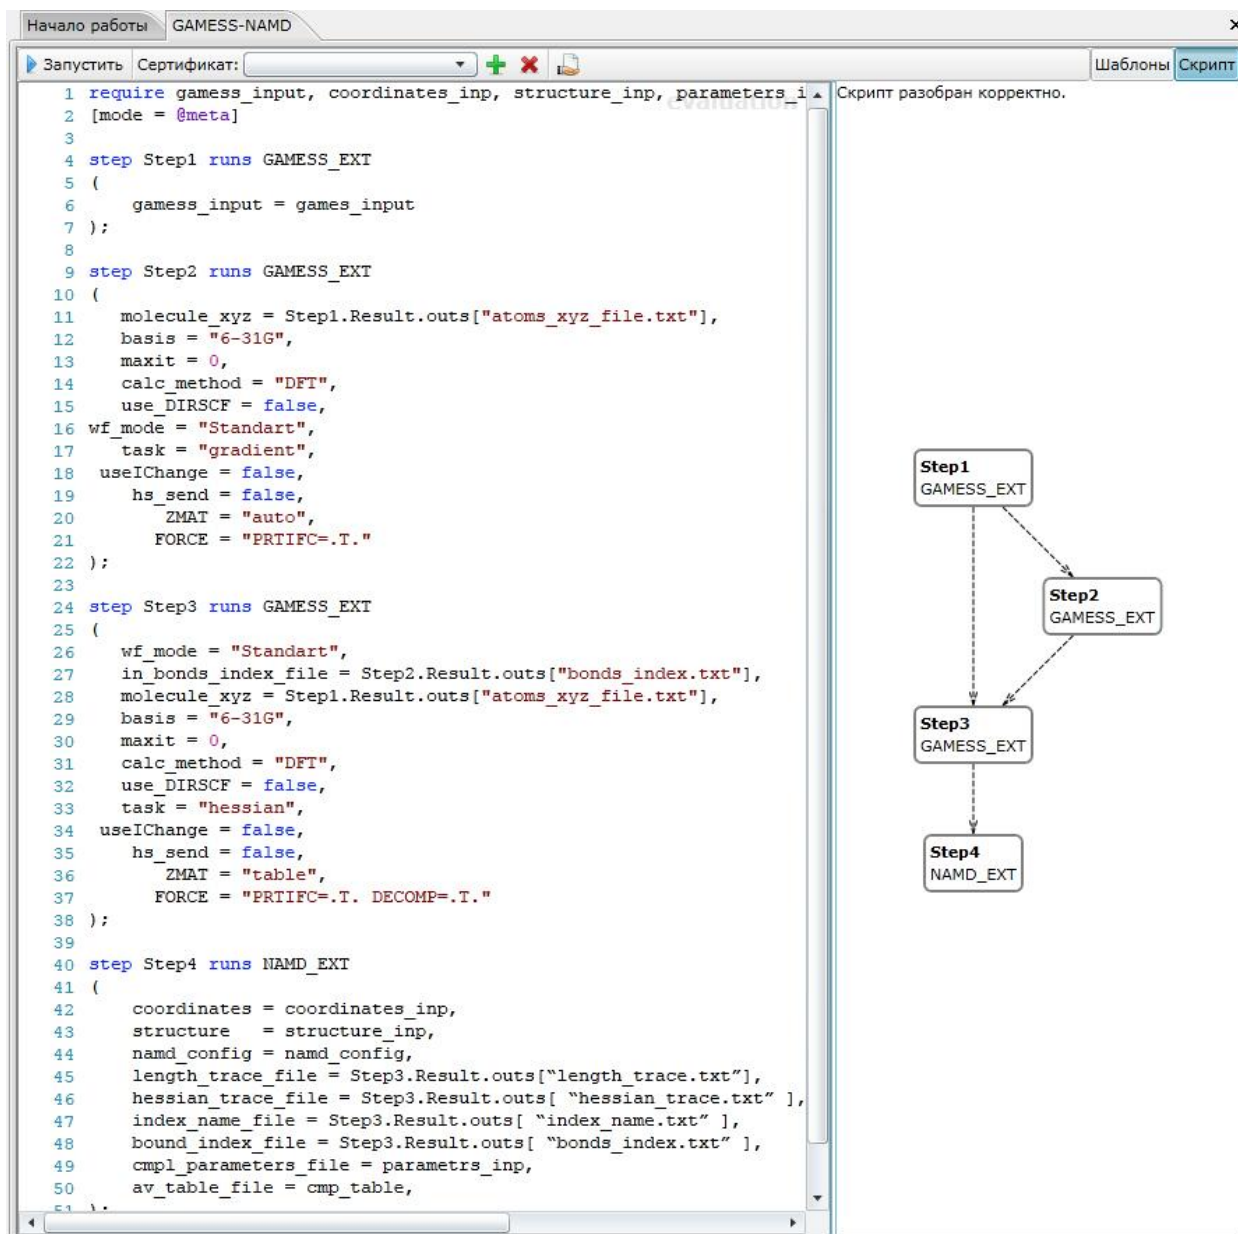 Начало работы GAMESS-NAMD
Запустить Сертификат: Шаблоны Скрипт
1 require gamess_input, coordinates_inp, structure_inp, parameters_i
evaluation
2 [mode = @meta]
3
4 step Step1 runs GAMESS_EXT
5 (
6 gamess_input = games_input
7 );
8
9 step Step2 runs GAMESS_EXT
10 (
11 molecule_xyz = Step1.Result.outs["atoms_xyz_file.txt"],
12 basis = "6-31G",
13 maxit = 0,
14 calc_method = "DFT",
15 use_DIRSCF = false,
16 wf_mode = "Standart",
17 task = "gradient",
18 useIChange = false,
19 hs_send = false,
20 ZMAT = "auto",
21 FORCE = "PRTIFC=.T."
22 );
23
24 step Step3 runs GAMESS_EXT
25 (
26 wf_mode = "Standart",
27 in_bonds_index_file = Step2.Result.outs["bonds_index.txt"],
28 molecule_xyz = Step1.Result.outs["atoms_xyz_file.txt"],
29 basis = "6-31G",
30 maxit = 0,
31 calc_method = "DFT",
32 use_DIRSCF = false,
33 task = "hessian",
34 useIChange = false,
35 hs_send = false,
36 ZMAT = "table",
37 FORCE = "PRTIFC=.T. DECOMP=.T."
38 );
39
40 step Step4 runs NAMD_EXT
41 (
42 coordinates = coordinates_inp,
43 structure = structure_inp,
44 namd_config = namd_config,
45 length_trace_file = Step3.Result.outs[“length_trace.txt”],
46 hessian_trace_file = Step3.Result.outs[ “hessian_trace.txt” ],
47 index_name_file = Step3.Result.outs[ “index_name.txt” ],
48 bound_index_file = Step3.Result.outs[ “bonds_index.txt” ],
49 cmpl_parameters_file = parametrs_inp,
50 av_table_file = cmp_table,
51 );
Скрипт разобран корректно.
Step1
GAMESS_EXT
Step2
GAMESS_EXT
Step3
GAMESS_EXT
Step4
NAMD_EXT